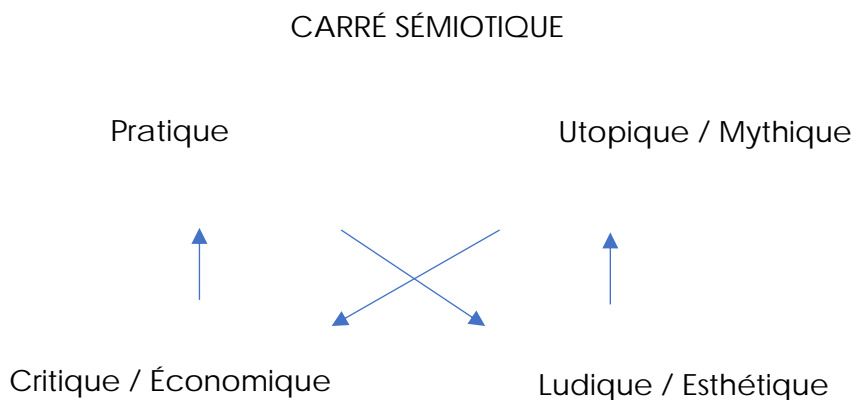 CARRÉ SÉMIOTIQUE
Pratique
Utopique / Mythique
Critique / Économique
Ludique / Esthétique